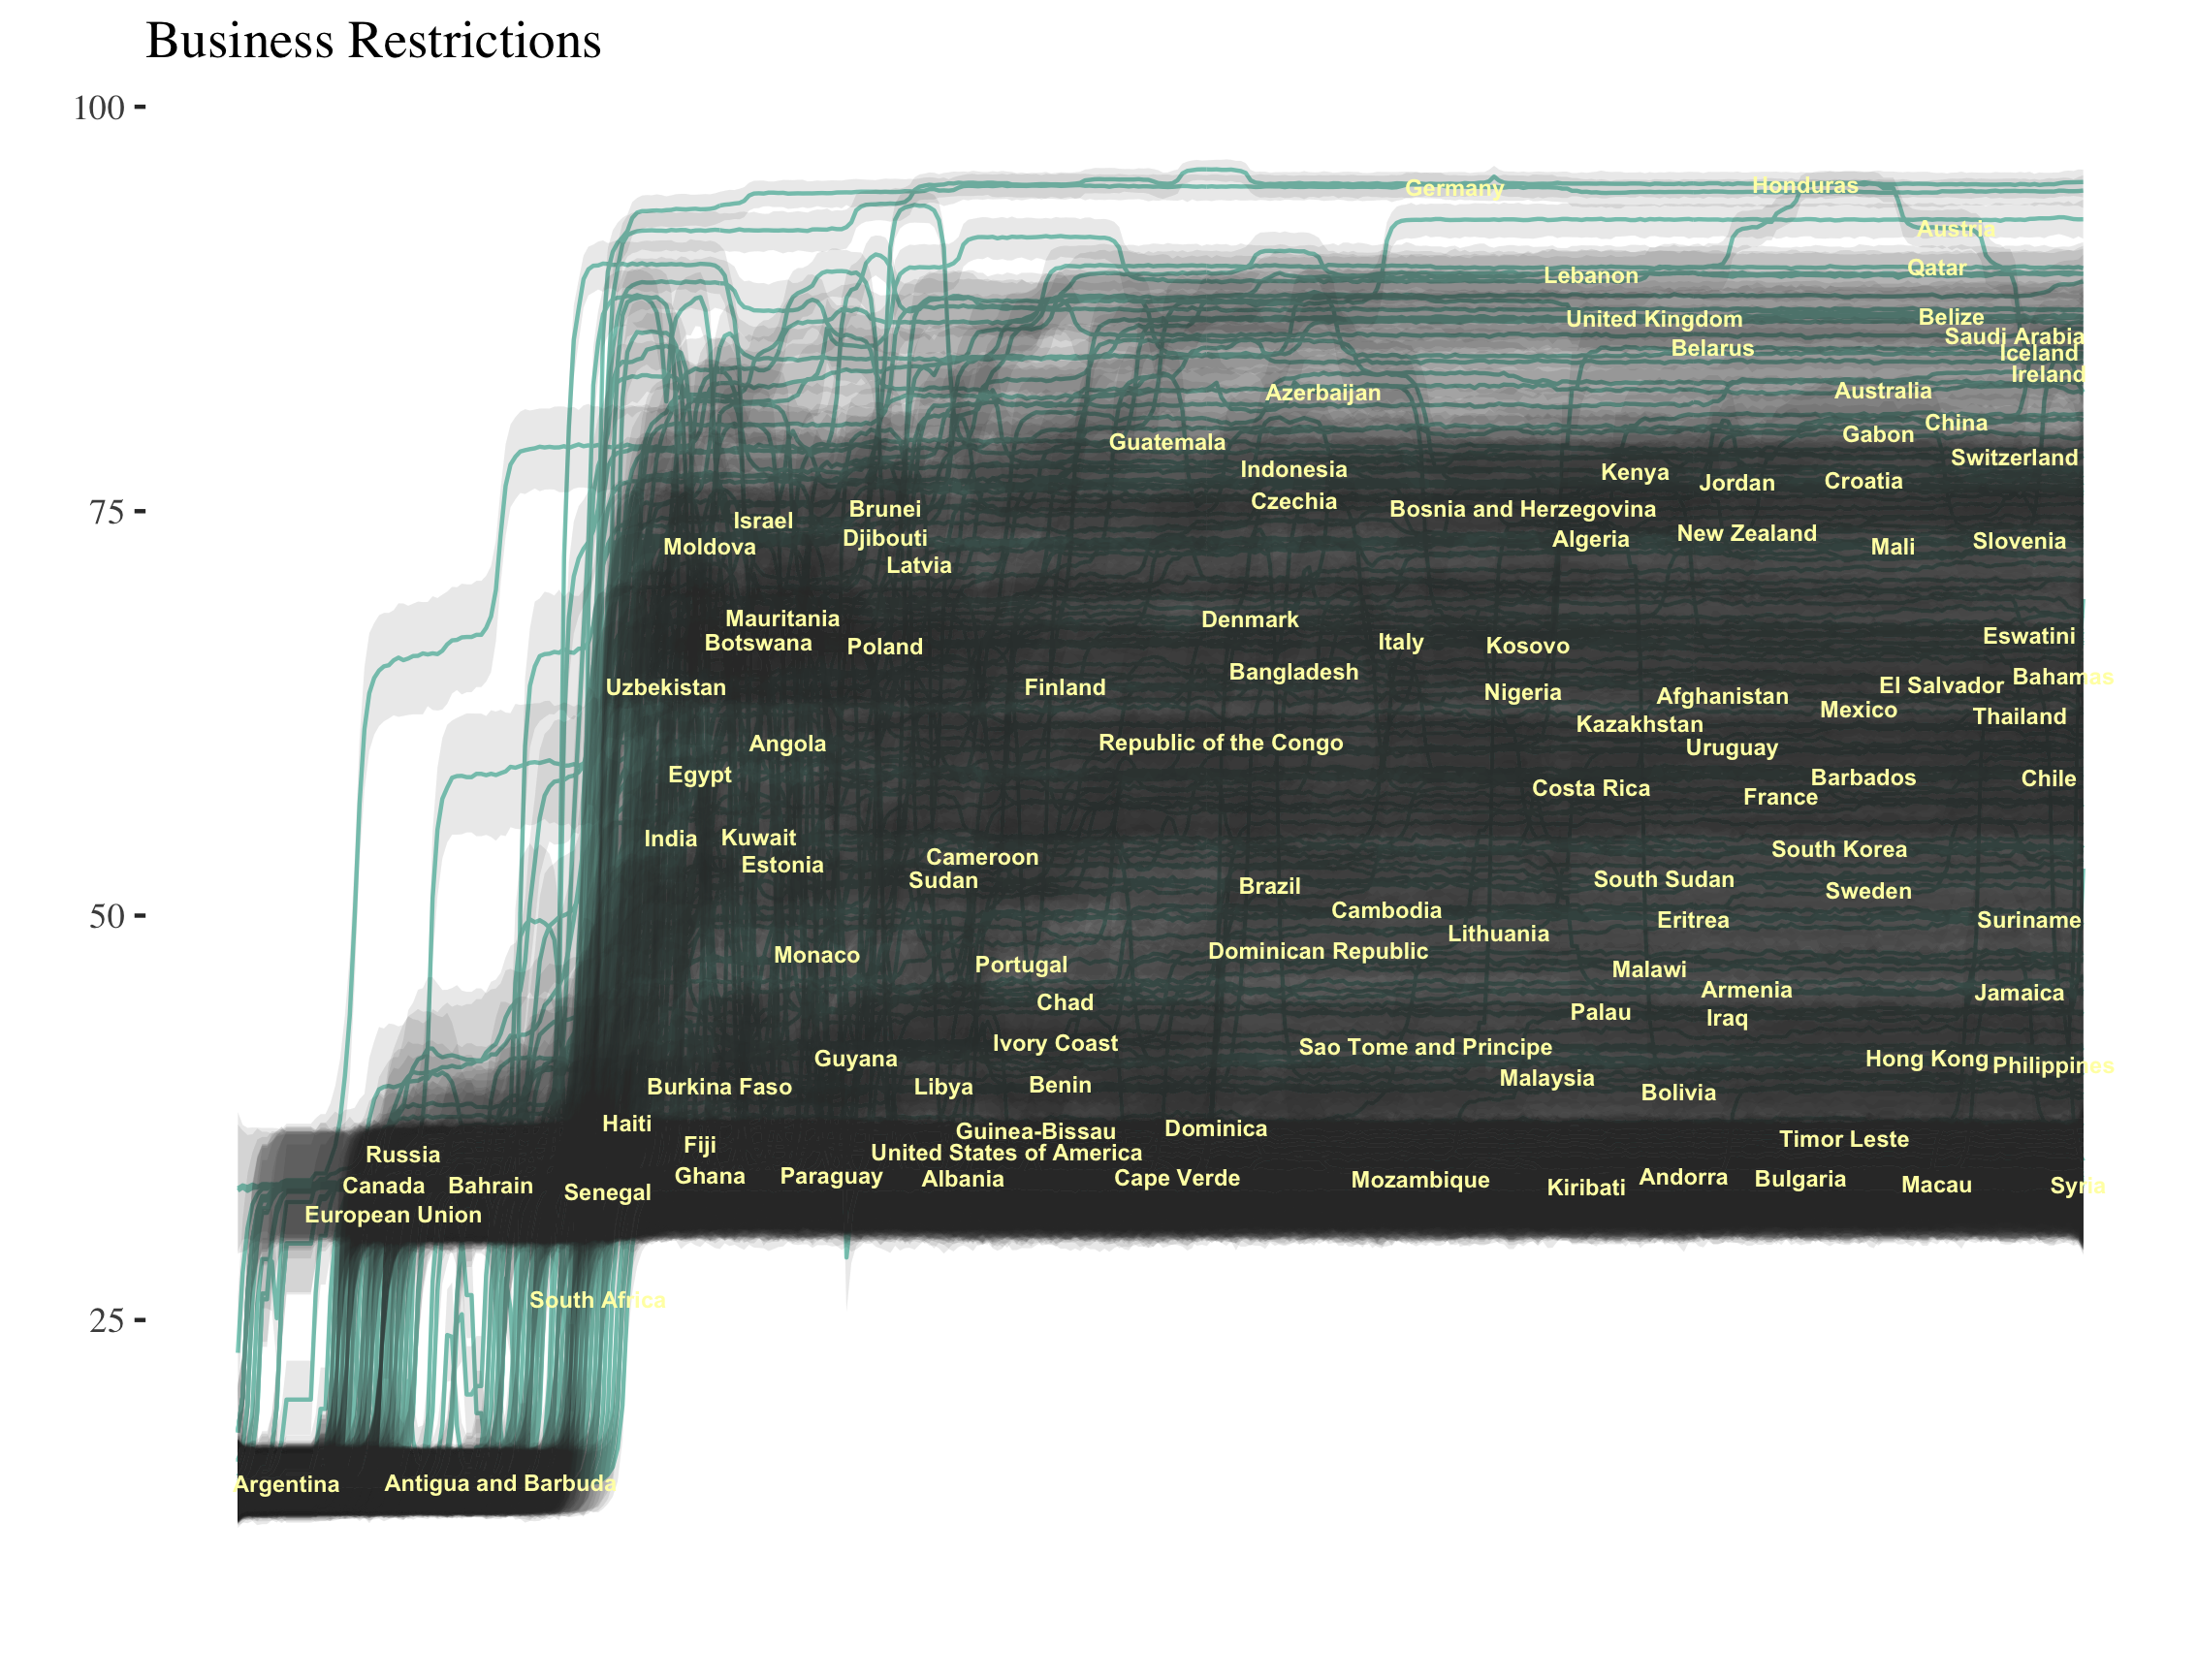 Business Restrictions
100
Germany
Honduras
Austria
Qatar
Lebanon
United Kingdom
Belize
Saudi Arabia
Belarus
Iceland
Ireland
Azerbaijan
Australia
China
Gabon
Guatemala
Switzerland
Indonesia
Kenya
Croatia
Jordan
Czechia
75
Brunei
Bosnia and Herzegovina
Israel
New Zealand
Djibouti
Algeria
Slovenia
Moldova
Mali
Latvia
Mauritania
Denmark
Eswatini
Botswana
Italy
Kosovo
Poland
Bangladesh
Bahamas
El Salvador
Uzbekistan
Finland
Nigeria
Afghanistan
Mexico
Thailand
Kazakhstan
Angola
Republic of the Congo
Uruguay
Egypt
Barbados
Chile
Costa Rica
France
India
Kuwait
South Korea
Cameroon
Estonia
Sudan
South Sudan
Brazil
Sweden
50
Cambodia
Eritrea
Suriname
Lithuania
Dominican Republic
Monaco
Portugal
Malawi
Armenia
Jamaica
Chad
Palau
Iraq
Ivory Coast
Sao Tome and Principe
Guyana
Hong Kong
Philippines
Malaysia
Burkina Faso
Libya
Benin
Bolivia
Haiti
Dominica
Guinea-Bissau
Timor Leste
Fiji
United States of America
Russia
Ghana
Paraguay
Albania
Cape Verde
Mozambique
Andorra
Bulgaria
Canada
Bahrain
Macau
Syria
Kiribati
Senegal
European Union
South Africa
25
Argentina
Antigua and Barbuda